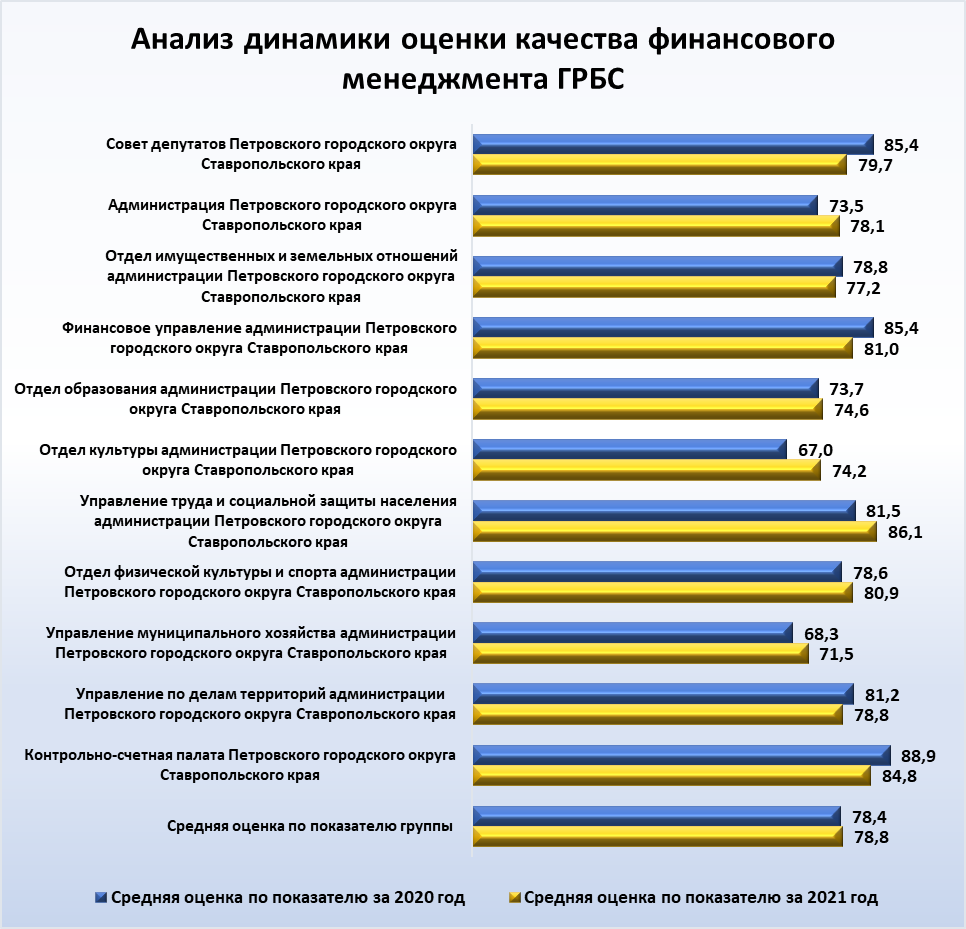 Анализ динамики оценки качества финансового
менеджмента ГРБС
Совет депутатов Петровского городского округа
Ставропольского края
85,4
79,7
Администрация Петровского городского округа
Ставропольского края
73,5
78,1
Отдел имущественных и земельных отношений
администрации Петровского городского округа
Ставропольского края
78,8
77,2
Финансовое управление администрации Петровского
городского округа Ставропольского края
85,4
81,0
Отдел образования администрации Петровского городского
округа Ставропольского края
73,7
74,6
Отдел культуры администрации Петровского городского
округа Ставропольского края
67,0
74,2
Управление труда и социальной защиты населения
администрации Петровского городского округа
Ставропольского края
81,5
86,1
Отдел физической культуры и спорта администрации
Петровского городского округа Ставропольского края
78,6
80,9
Управление муниципального хозяйства администрации
Петровского городского округа Ставропольского края
68,3
71,5
Управление по делам территорий администрации
Петровского городского округа Ставропольского края
81,2
78,8
Контрольно-счетная палата Петровского городского округа
Ставропольского края
88,9
84,8
Средняя оценка по показателю группы
78,4
78,8
Средняя оценка по показателю за 2020 год
Средняя оценка по показателю за 2021 год